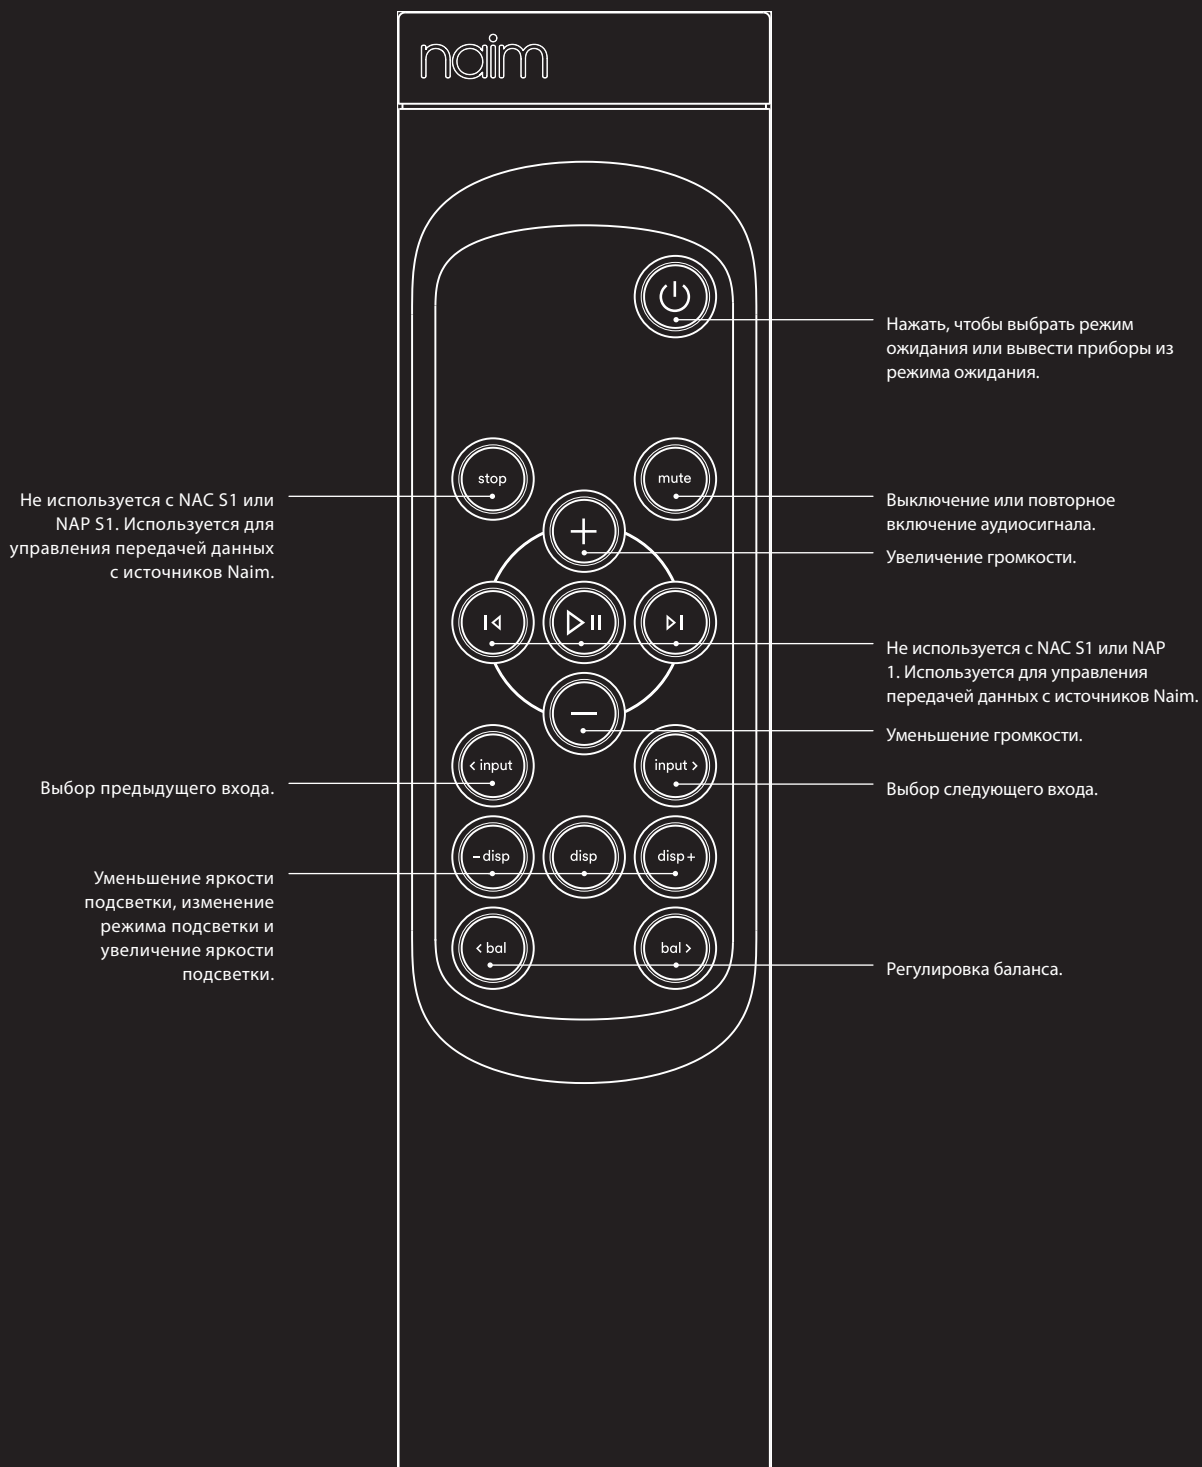 naim
Нажать, чтобы выбрать режим
ожидания или вывести приборы из
режима ожидания.
stop
mute
Не используется с NAC S1 или
NAP S1. Используется для
управления передачей данных
с источников Naim.
Выключение или повторное
включение аудиосигнала.
Увеличение громкости.
Не используется с NAC S1 или NAP
1. Используется для управления
передачей данных с источников Naim.
Уменьшение громкости.
< input
input >
Выбор предыдущего входа.
Выбор следующего входа.
– disp
disp
disp +
Уменьшение яркости
подсветки, изменение
режима подсветки и
увеличение яркости
подсветки.
< bal
bal >
Регулировка баланса.